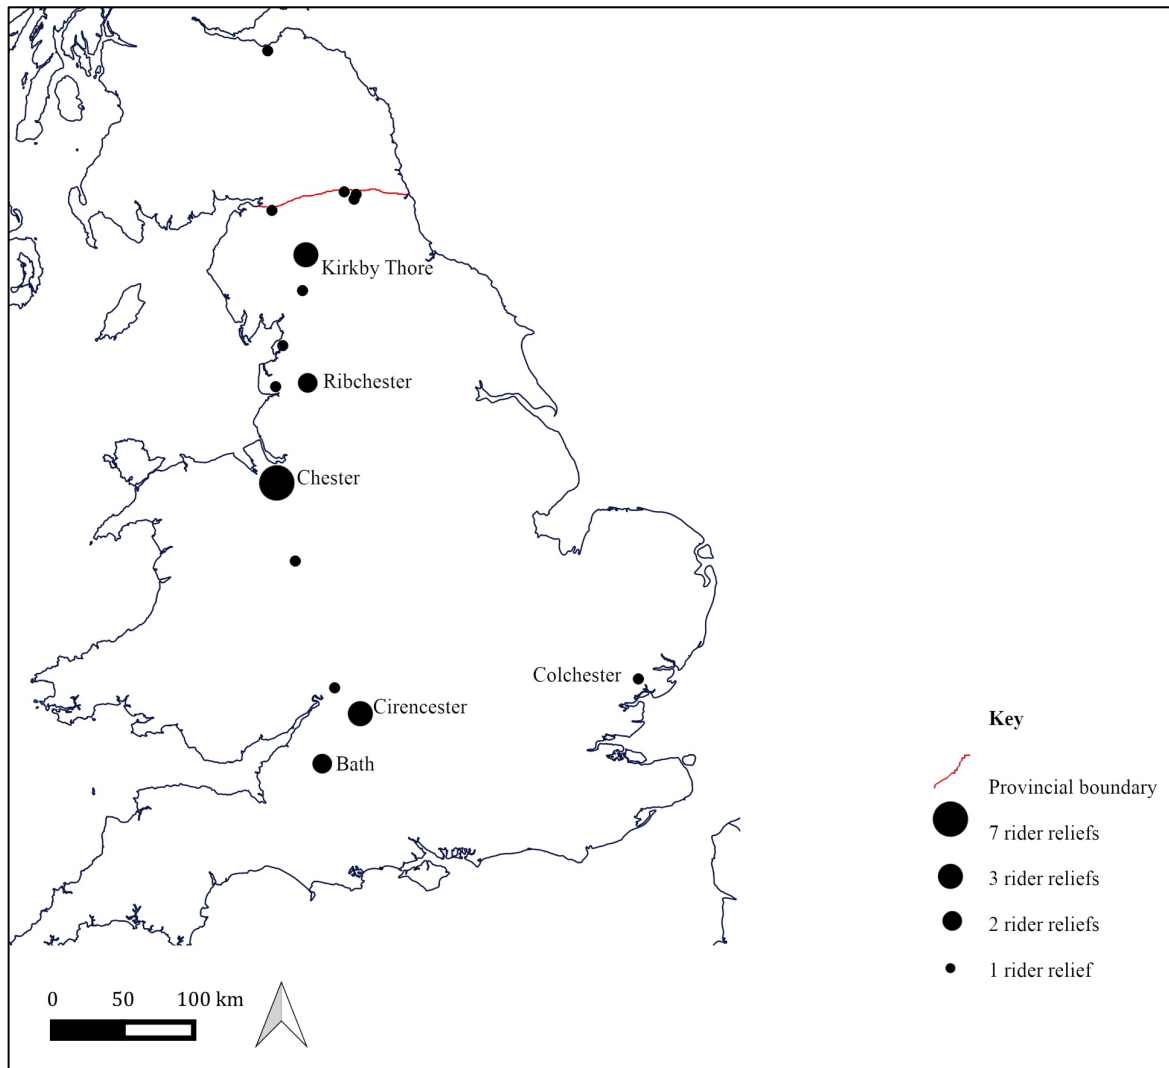 Kirkby Thore
Ribchester
Chester
Colchester
Cirencester
Bath
Key
Provincial boundary
7 rider reliefs
3 rider reliefs
2 rider reliefs
1 rider relief
0 50 100 km